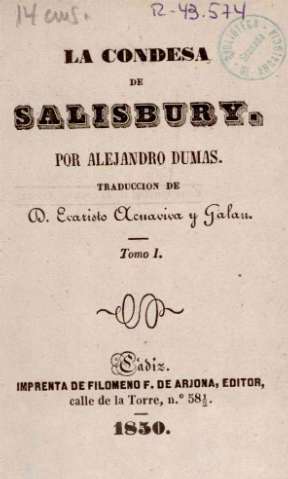 14 cms.
R-43.574
LA CONDESA
DE
SALISBURY.
POR ALEJANDRO DUMAS.
TRADUCCION DE
D. Evaristo Acuaviva y Galan.
Tomo I.
Cádiz.
IMPRENTA DE FILOMENO F. DE ARJONA, EDITOR,
calle de la Torre, n.º 58½.
1850.